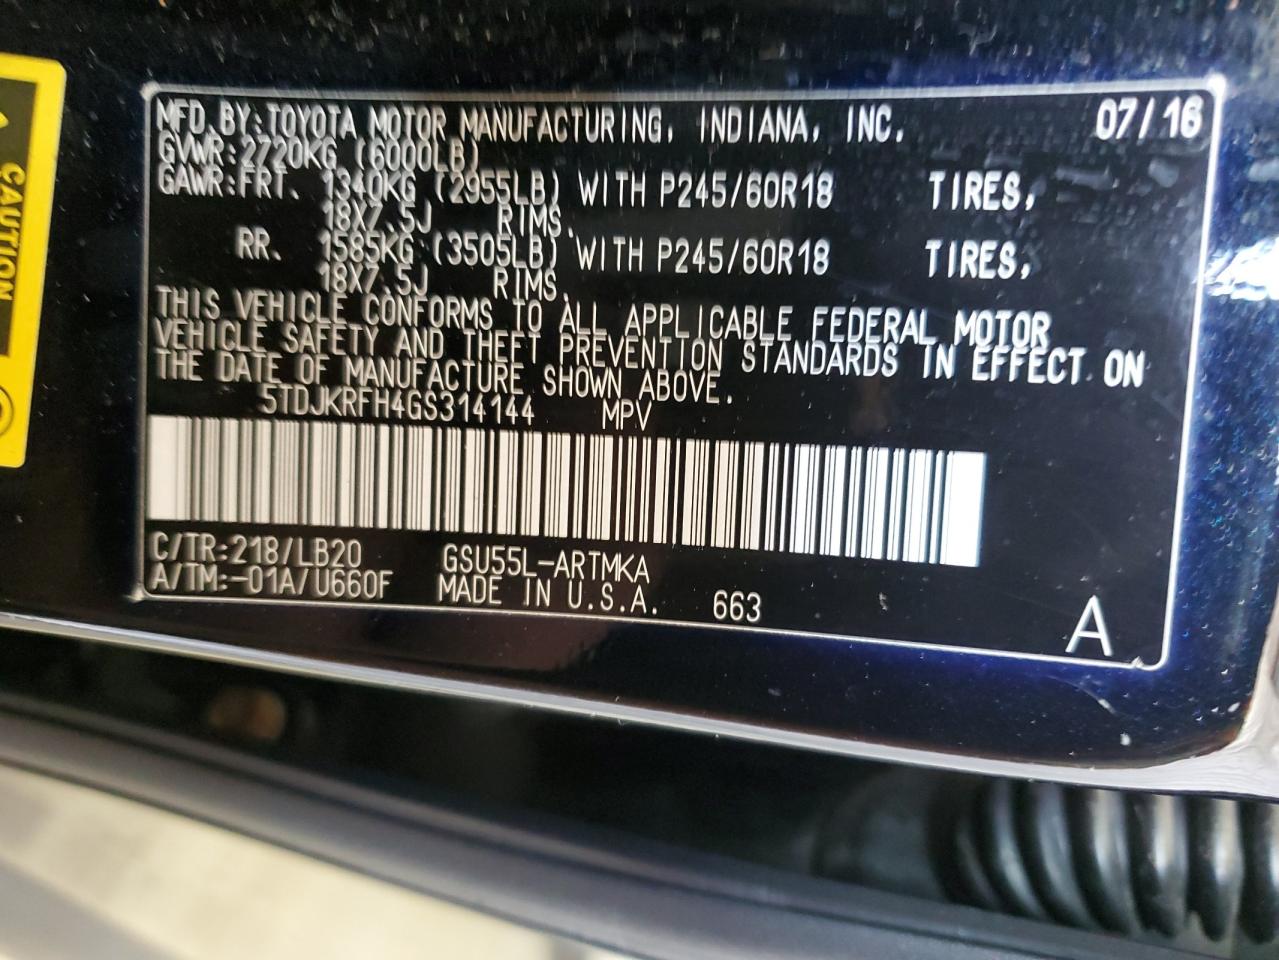 MFD.BY:TOYOTA MOTOR MANUFACTURING, INDIANA, INC. 07/16
GVWR:2720KG (6000LB)
GAWR:FRT. 1340KG (2955LB) WITH P245/60R18 TIRES,
18X7.5J RIMS.
RR. 1585KG (3505LB) WITH P245/60R18 TIRES,
18X7.5J RIMS.
THIS VEHICLE CONFORMS TO ALL APPLICABLE FEDERAL MOTOR
VEHICLE SAFETY AND THEFT PREVENTION STANDARDS IN EFFECT ON
THE DATE OF MANUFACTURE SHOWN ABOVE.
5TDJKRFH4GS314144 MPV
C/TR:218/LB20 GSU55L-ARTMKA
A/TM:-01A/U660F MADE IN U.S.A. 663
A
CAUTION